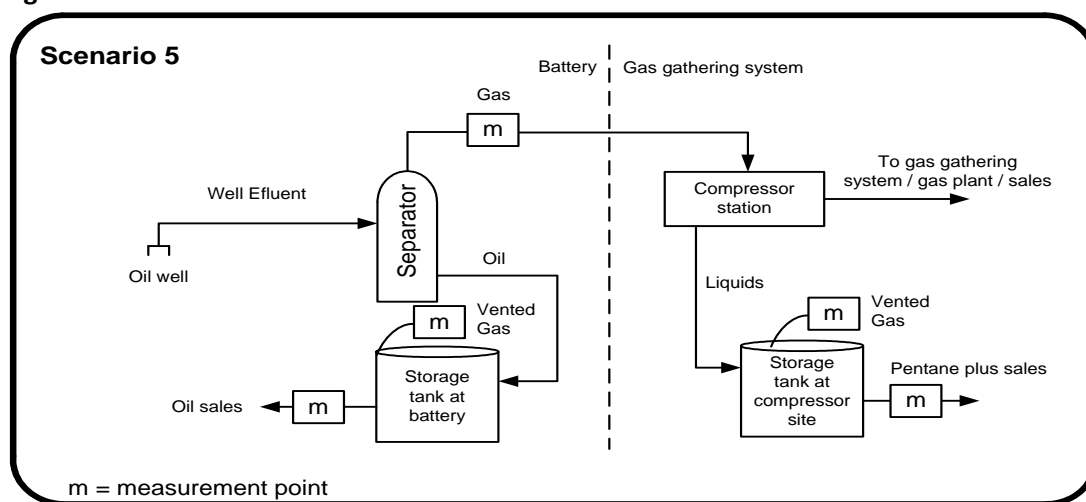 Scenario 5
Battery
Gas gathering system
Gas
m
Well Efluent
Separator
Oil well
Oil
Compressor
station
To gas gathering
system / gas plant / sales
Liquids
m
Vented
Gas
Storage
tank at
battery
Oil sales
m
m
Vented
Gas
Storage
tank at
compressor
site
Pentane plus sales
m
m = measurement point